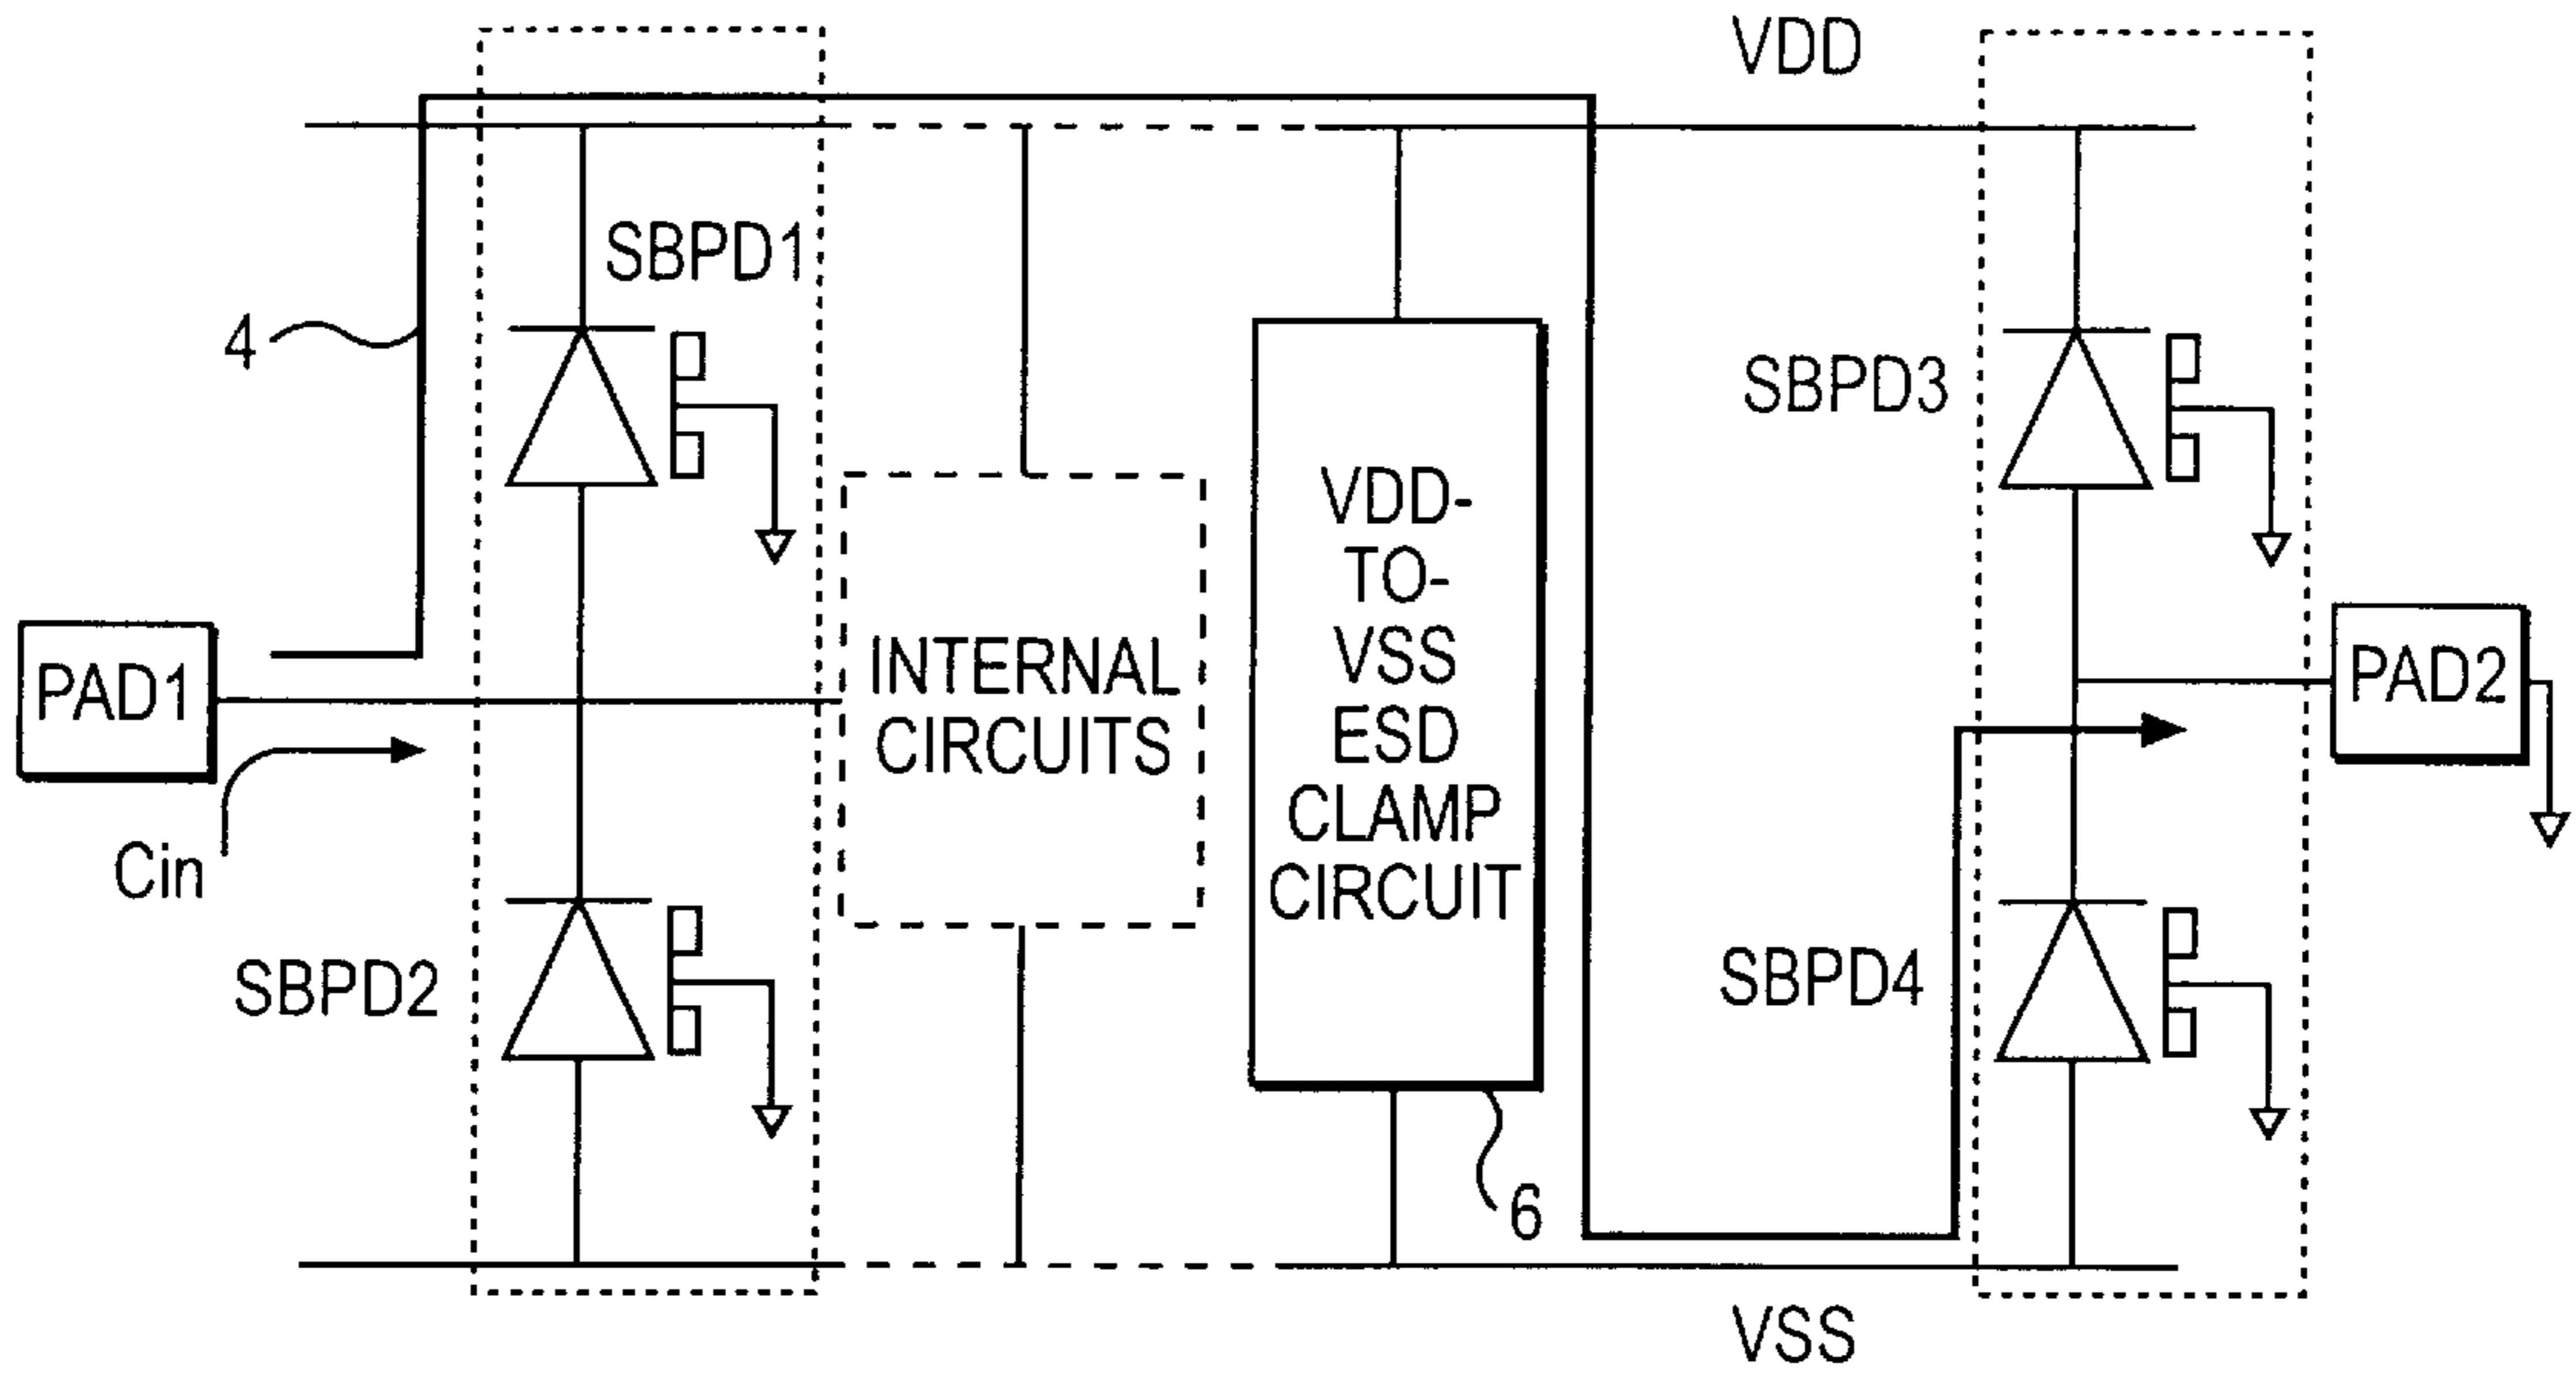 VDD
SBPD1
4
SBPD3
PAD1
INTERNAL
CIRCUITS
VDD-
TO-
VSS
ESD
CLAMP
CIRCUIT
PAD2
Cin
SBPD2
SBPD4
6
VSS